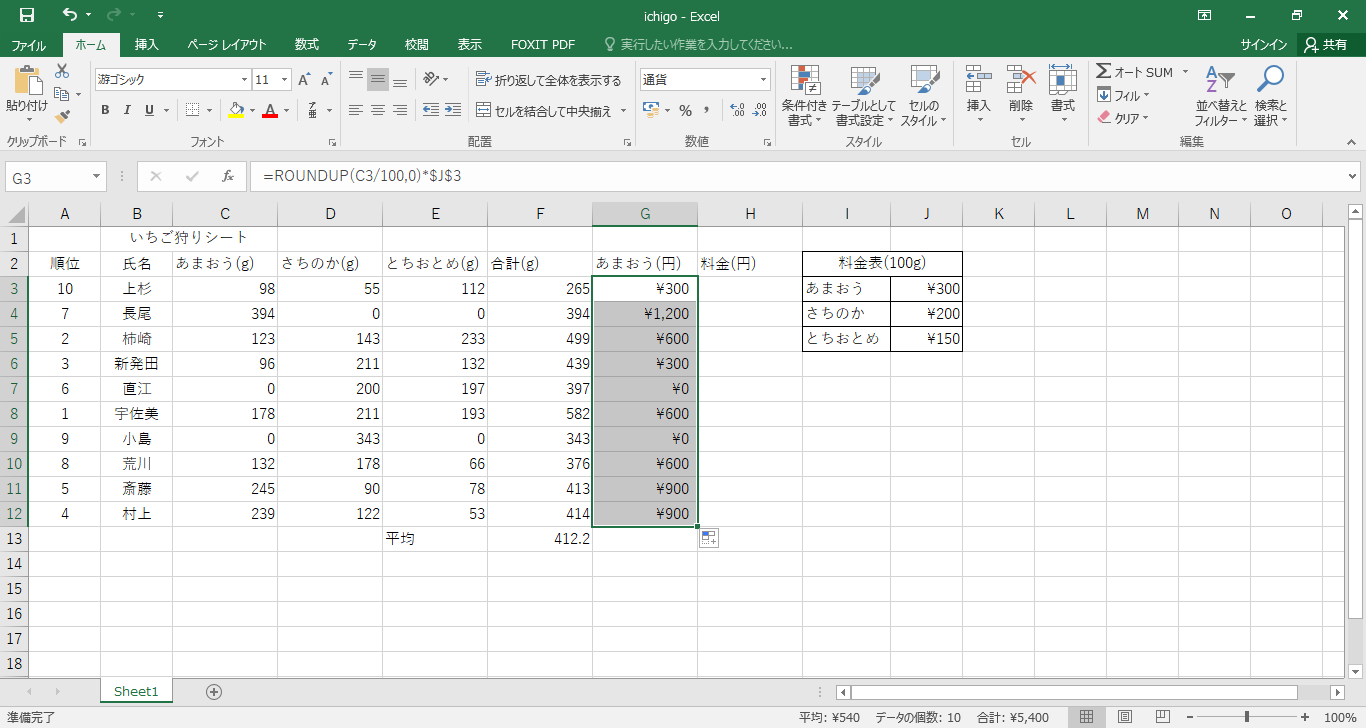 ichigo - Excel
ファイル ホーム 挿入 ページ レイアウト 数式 データ 校閲 表示 FOXIT PDF 実行したい作業を入力してください... サインイン 共有
貼り付け
クリップボード
游ゴシック 11
B I U A A A 亜
フォント
折り返して全体を表示する
セルを結合して中央揃え
配置
通貨
% ,
数値
条件付き書式 テーブルとして書式設定 セルのスタイル
スタイル
挿入 削除 書式
セル
Σ オート SUM
フィル
クリア
並べ替えとフィルター 検索と選択
編集
G3 fx =ROUNDUP(C3/100,0)*$J$3
A B C D E F G H I J K L M N O
1 いちご狩りシート
2 順位 氏名 あまおう(g) さちのか(g) とちおとめ(g) 合計(g) あまおう(円) 料金(円) 料金表(100g)
3 10 上杉 98 55 112 265 ¥300 あまおう ¥300
4 7 長尾 394 0 0 394 ¥1,200 さちのか ¥200
5 2 柿崎 123 143 233 499 ¥600 とちおとめ ¥150
6 3 新発田 96 211 132 439 ¥300
7 6 直江 0 200 197 397 ¥0
8 1 宇佐美 178 211 193 582 ¥600
9 9 小島 0 343 0 343 ¥0
10 8 荒川 132 178 66 376 ¥600
11 5 斎藤 245 90 78 413 ¥900
12 4 村上 239 122 53 414 ¥900
13 平均 412.2
14
15
16
17
18
Sheet1
準備完了 平均: ¥540 データの個数: 10 合計: ¥5,400 100%